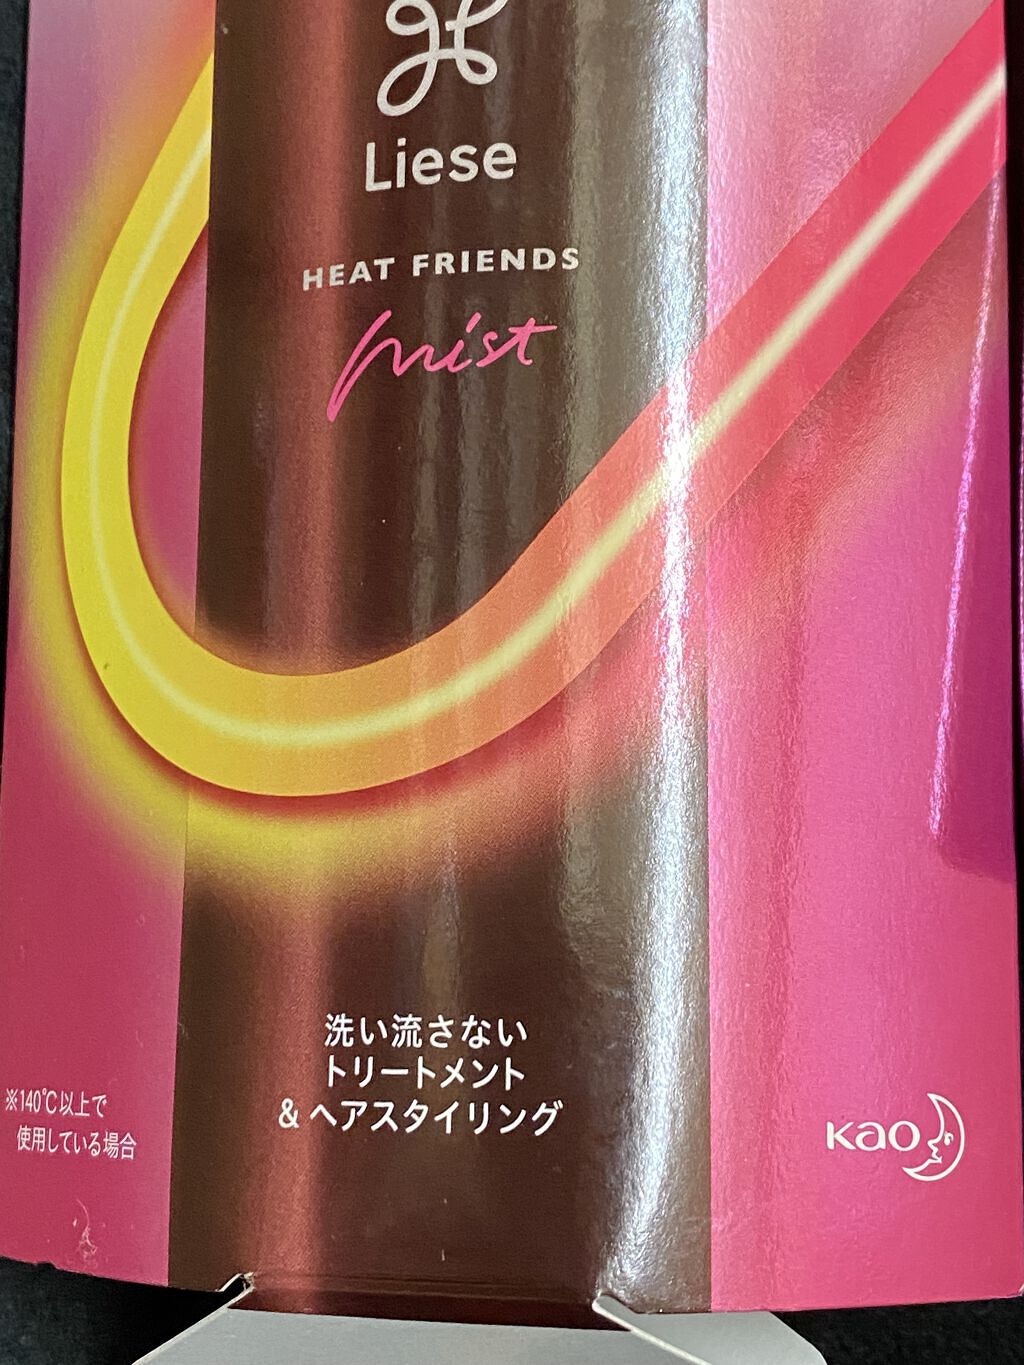 Liese
HEAT FRIENDS
mist
洗い流さない
トリートメント
& ヘアスタイリング
※140℃以上で
使用している場合
Kao